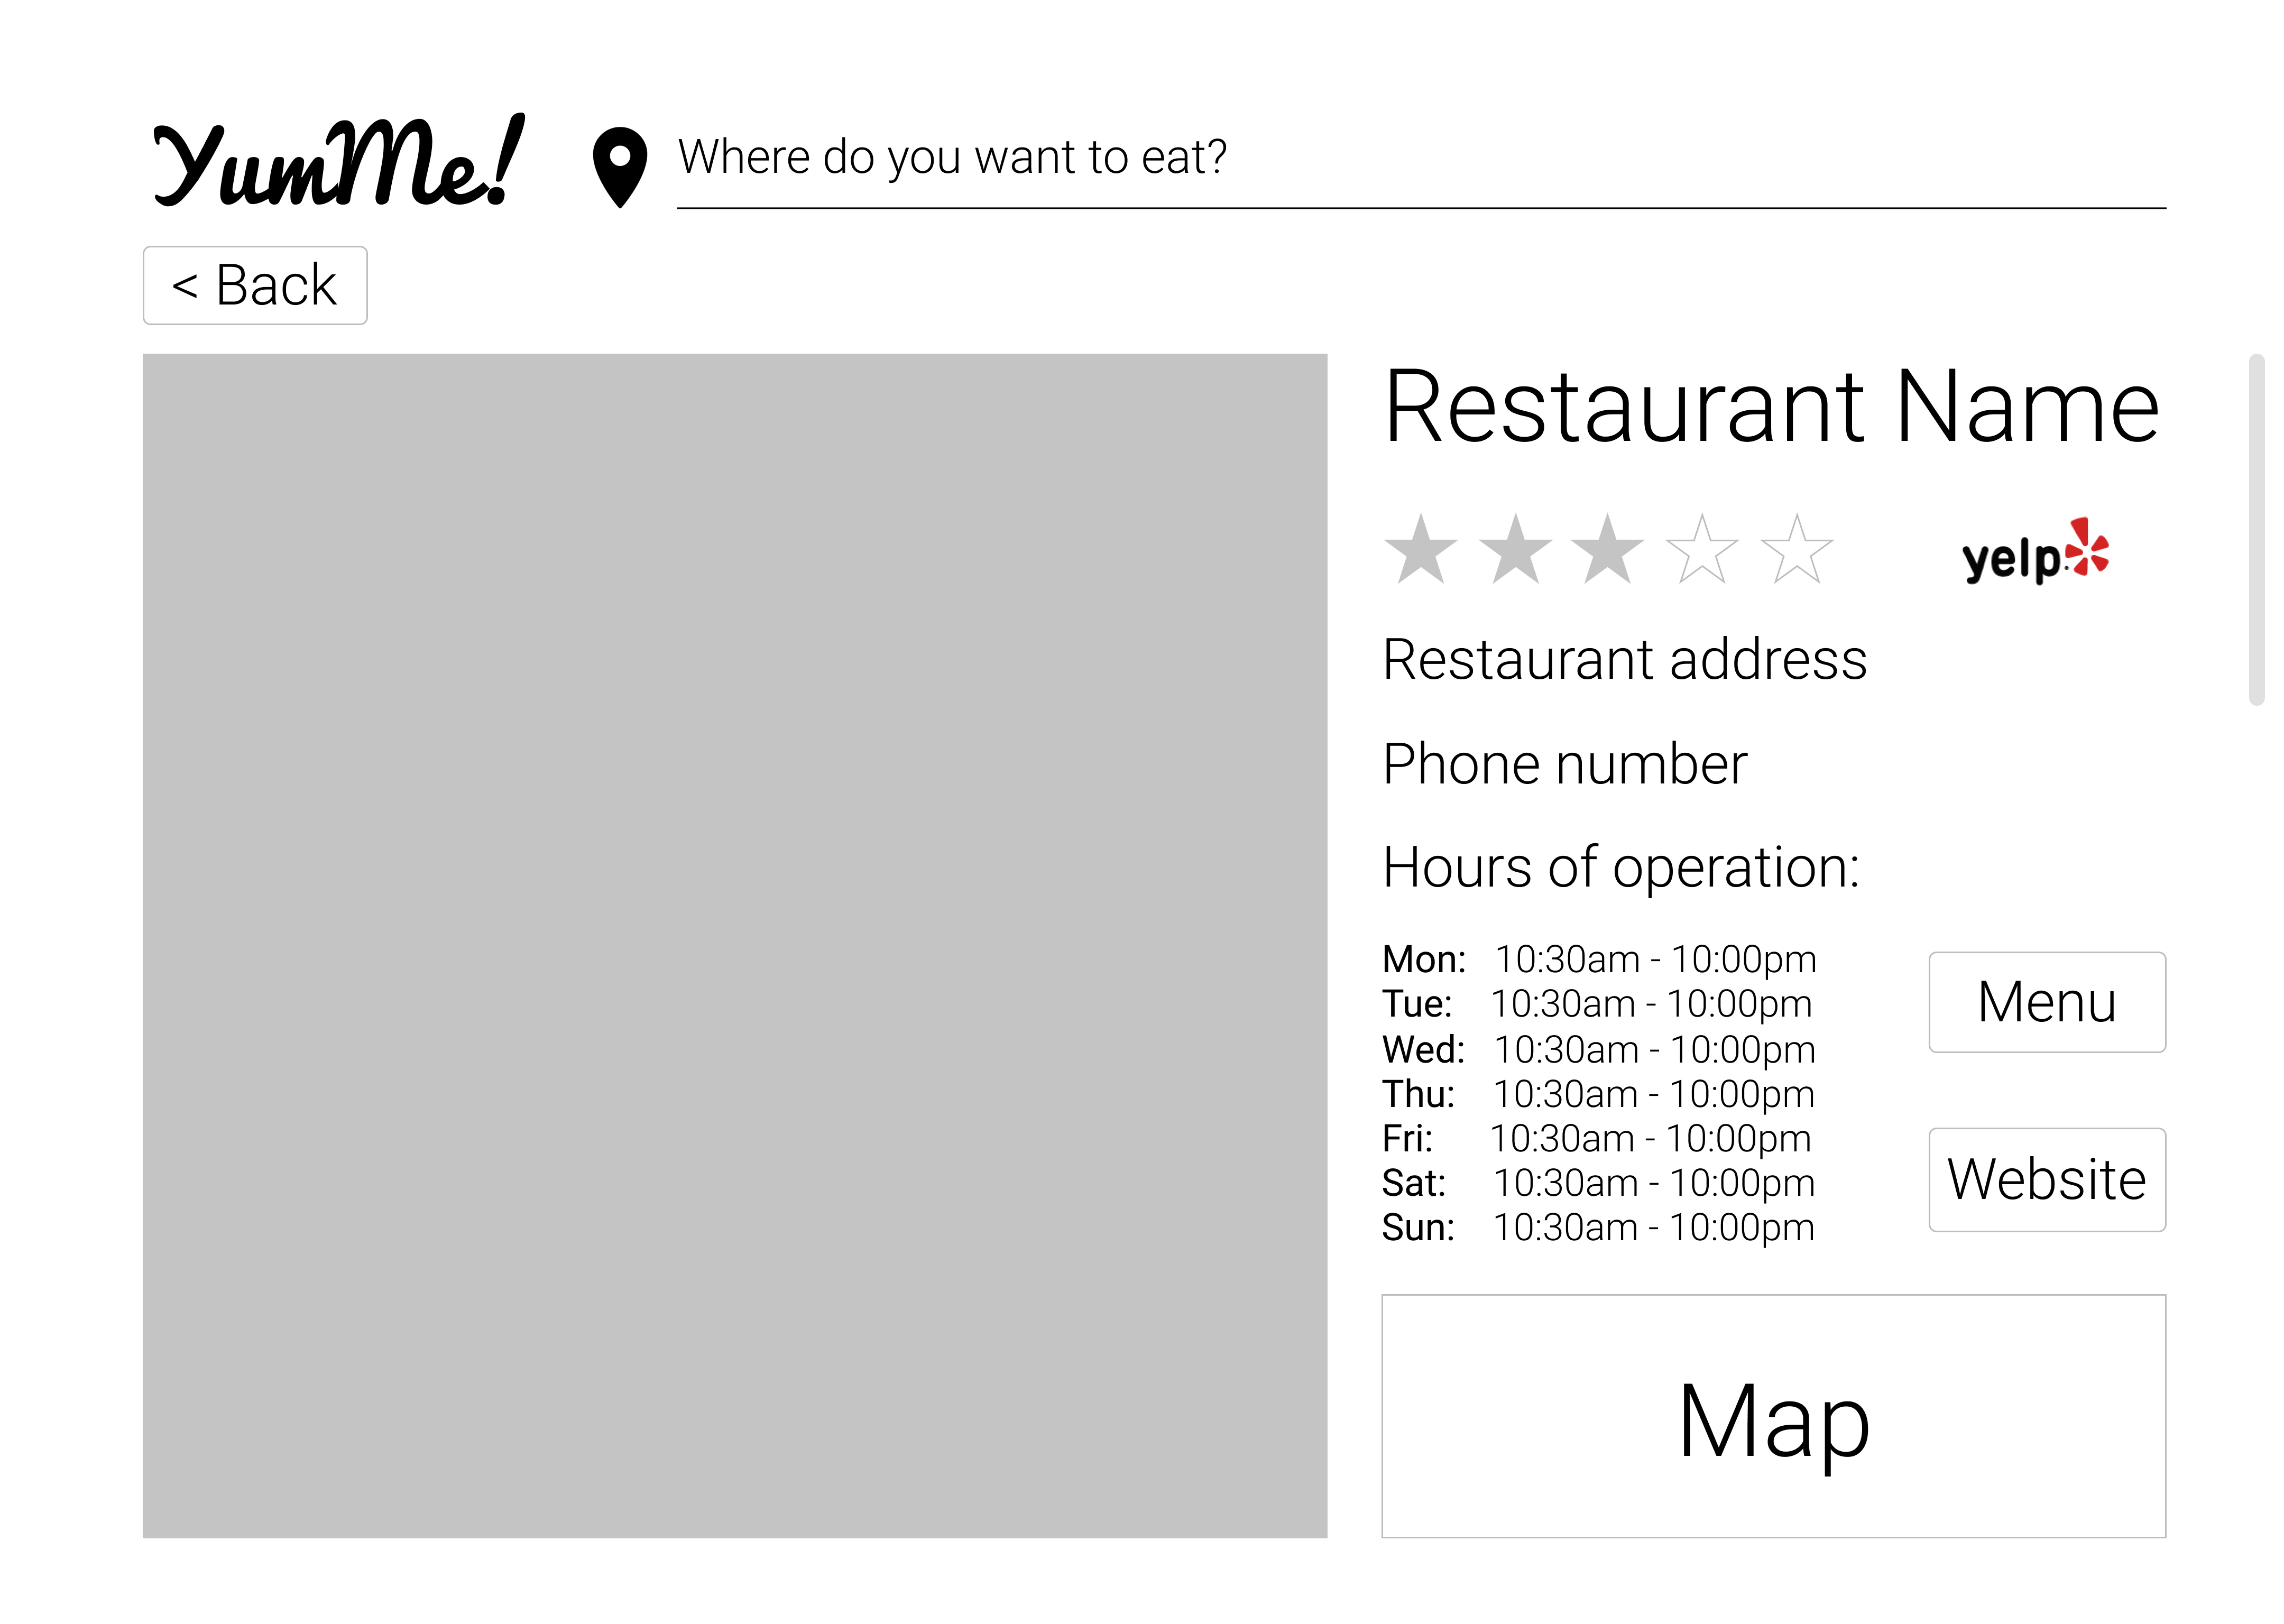 YumMe!
Where do you want to eat?
< Back
Restaurant Name
yelp
Restaurant address
Phone number
Hours of operation:
Mon: 10:30am - 10:00pm
Tue: 10:30am - 10:00pm
Wed: 10:30am - 10:00pm
Thu: 10:30am - 10:00pm
Fri: 10:30am - 10:00pm
Sat: 10:30am - 10:00pm
Sun: 10:30am - 10:00pm
Menu
Website
Map